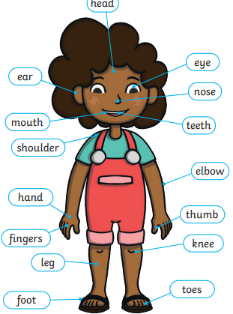 head
eye
ear
nose
mouth
teeth
shoulder
elbow
hand
thumb
fingers
knee
leg
toes
foot